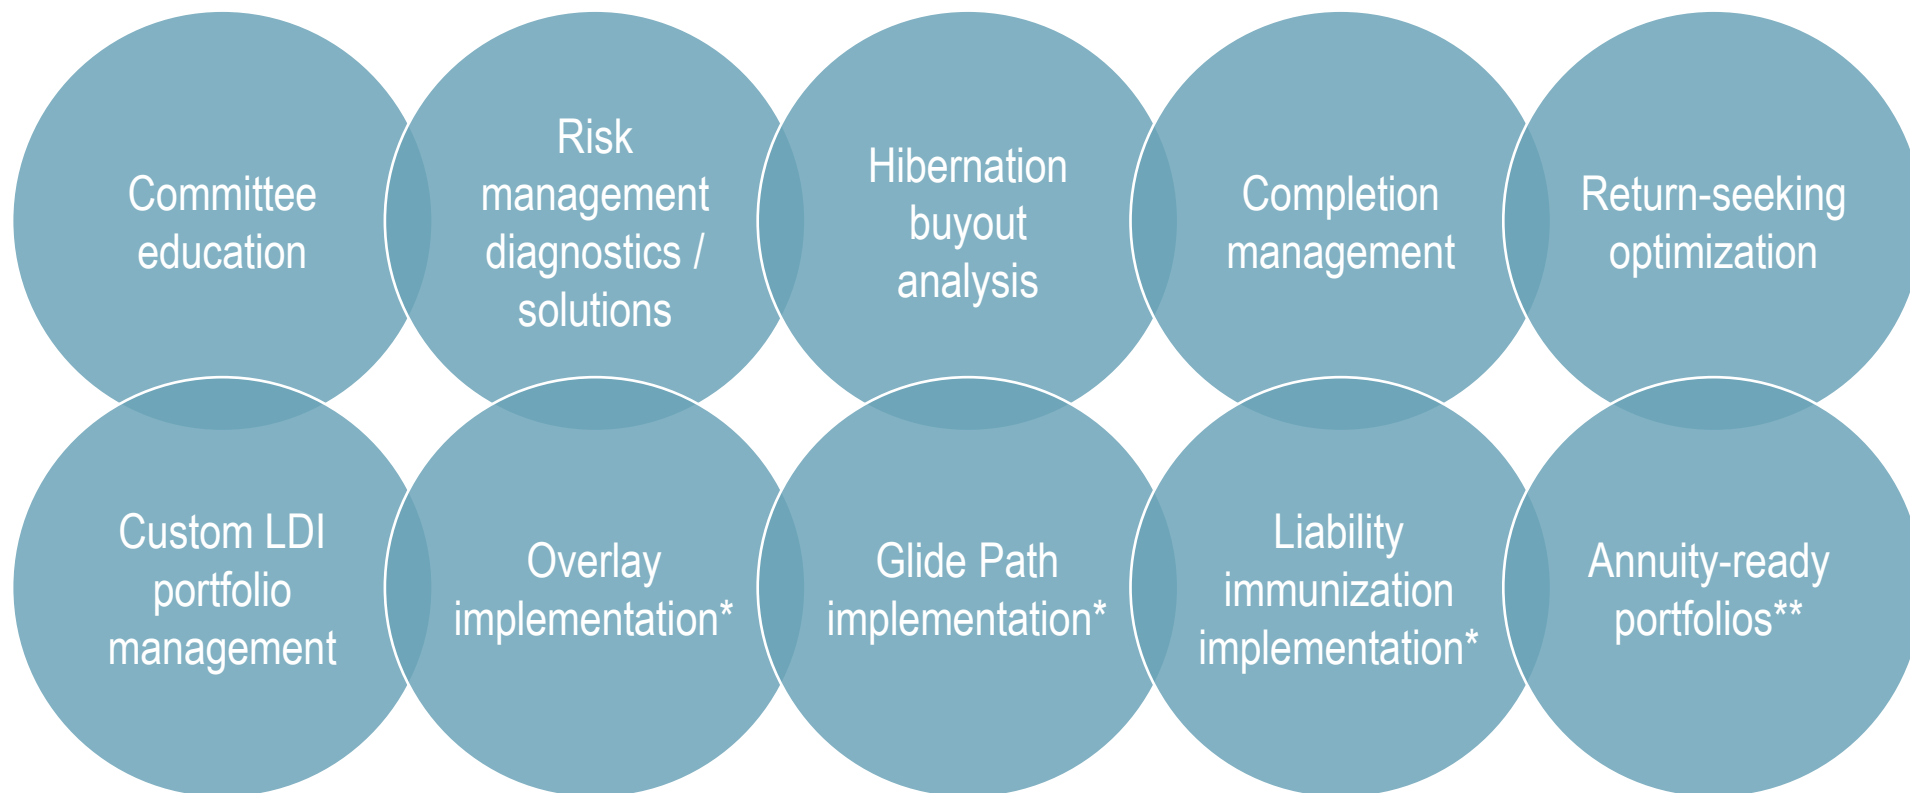 Committee
education
Risk
management
diagnostics /
solutions
Hibernation
buyout
analysis
Completion
management
Return-seeking
optimization
Custom LDI
portfolio
management
Overlay
implementation*
Glide Path
implementation*
Liability
immunization
implementation*
Annuity-ready
portfolios**